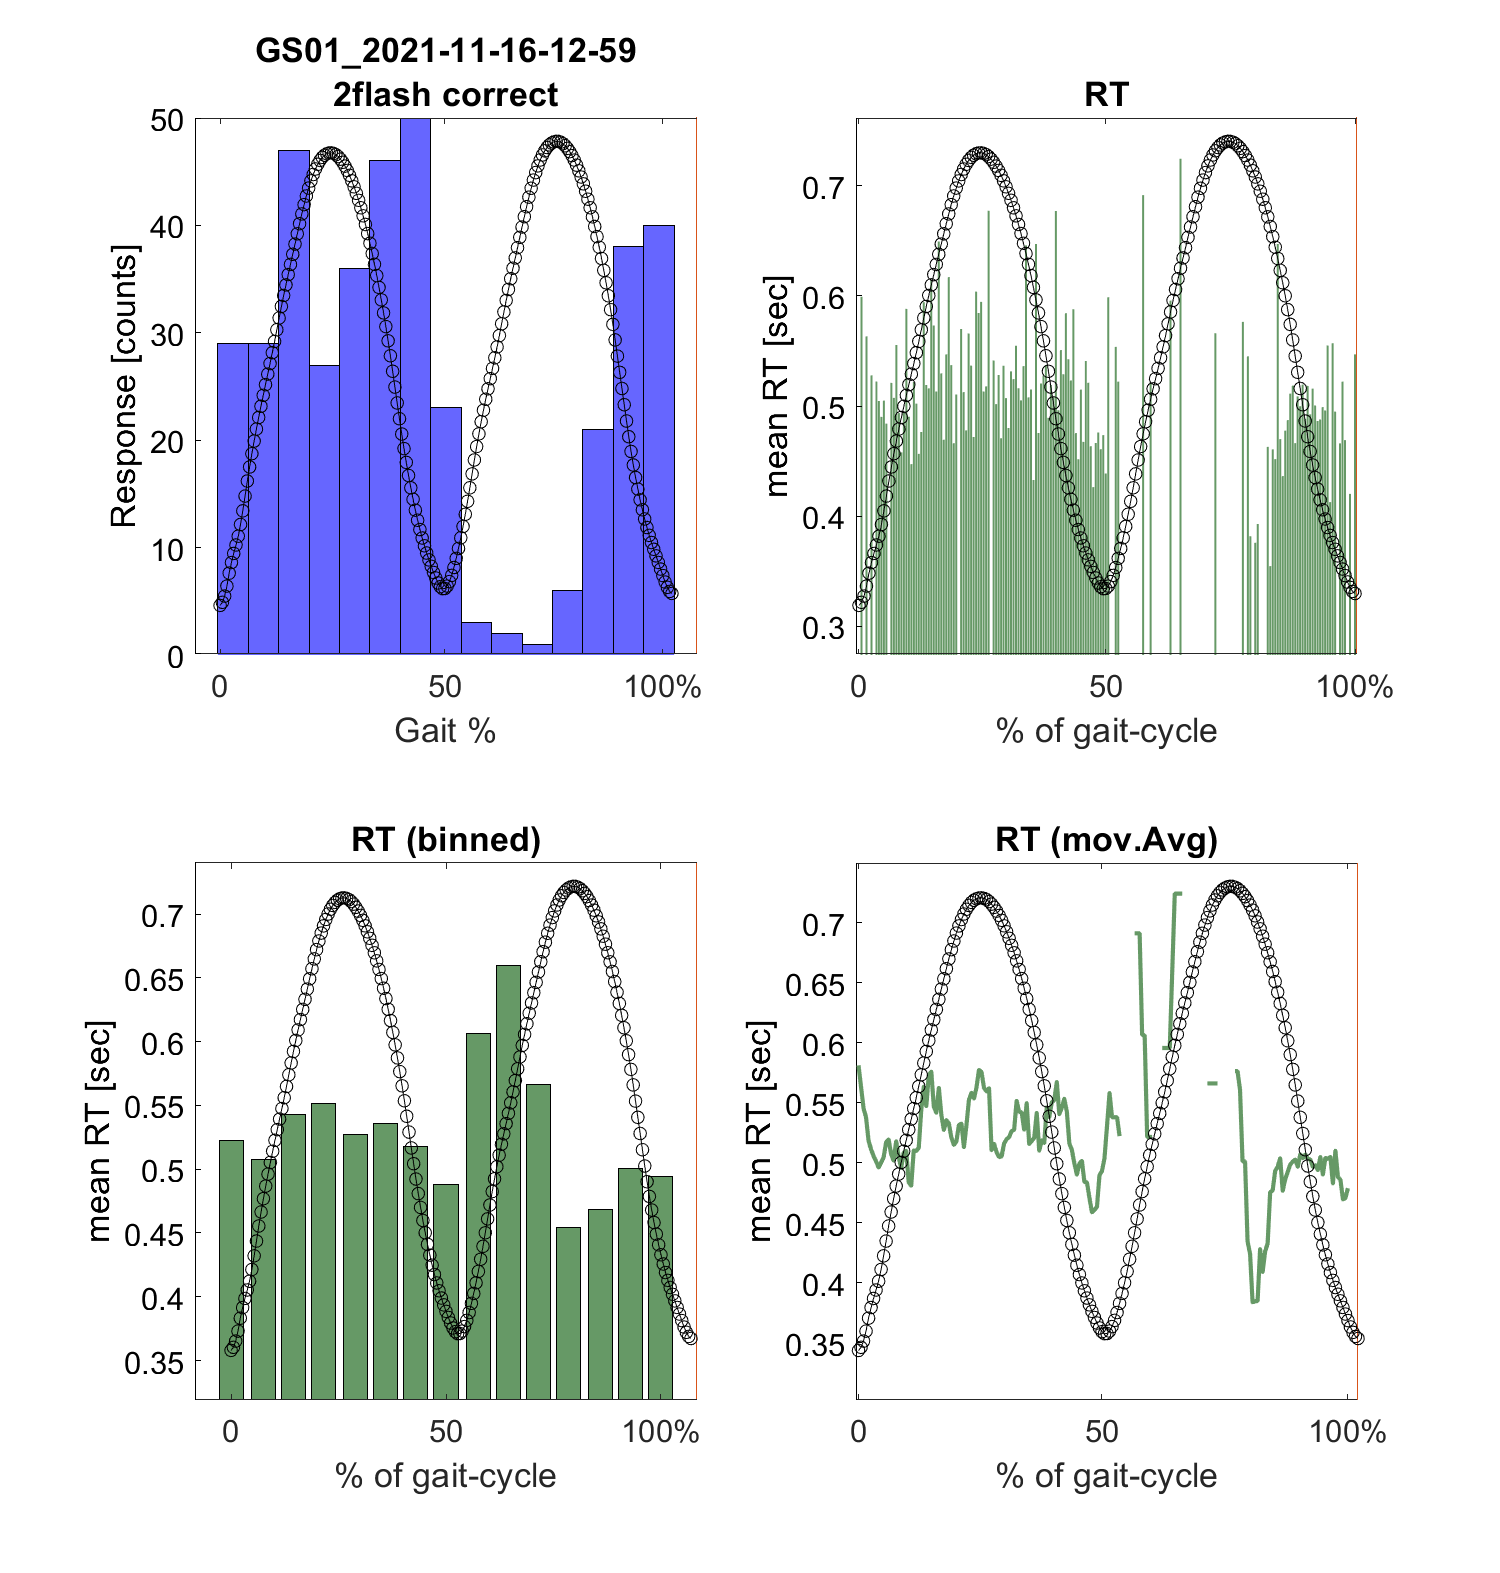 GS01_2021-11-16-12-59
2flash correct
50
40
30
20
10
0
Response [counts]
0 50 100%
Gait %
RT
0.7
0.6
0.5
0.4
0.3
mean RT [sec]
0 50 100%
% of gait-cycle
RT (binned)
0.7
0.65
0.6
0.55
0.5
0.45
0.4
0.35
mean RT [sec]
0 50 100%
% of gait-cycle
RT (mov.Avg)
0.7
0.65
0.6
0.55
0.5
0.45
0.4
0.35
mean RT [sec]
0 50 100%
% of gait-cycle